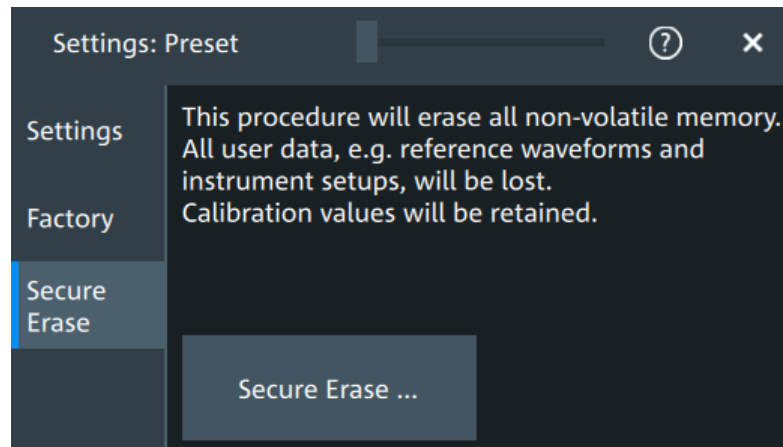 Settings: Preset
?
×
Settings
Factory
Secure
Erase
This procedure will erase all non-volatile memory.
All user data, e.g. reference waveforms and
instrument setups, will be lost.
Calibration values will be retained.
Secure Erase ...